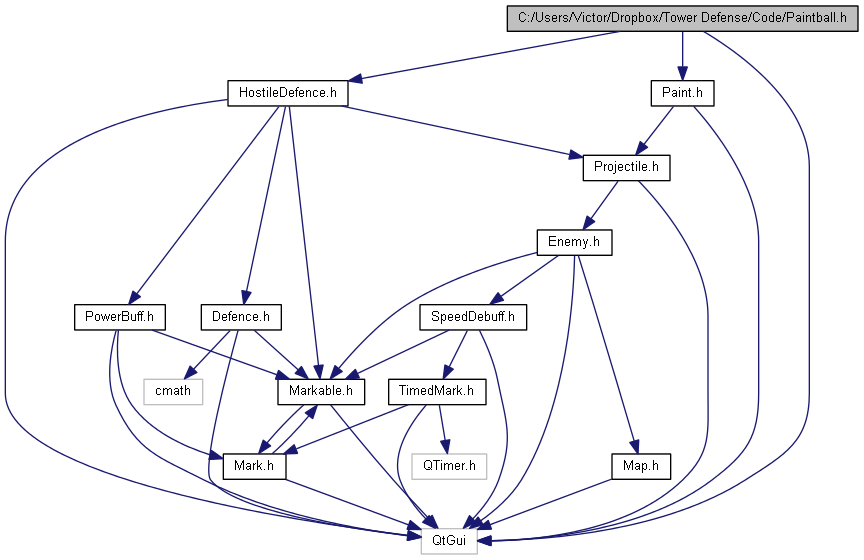 C:/Users/Victor/Dropbox/Tower Defense/Code/Paintball.h
HostileDefence.h
Paint.h
Projectile.h
Enemy.h
PowerBuff.h
Defence.h
SpeedDebuff.h
cmath
Markable.h
TimedMark.h
Mark.h
QTimer.h
Map.h
QtGui